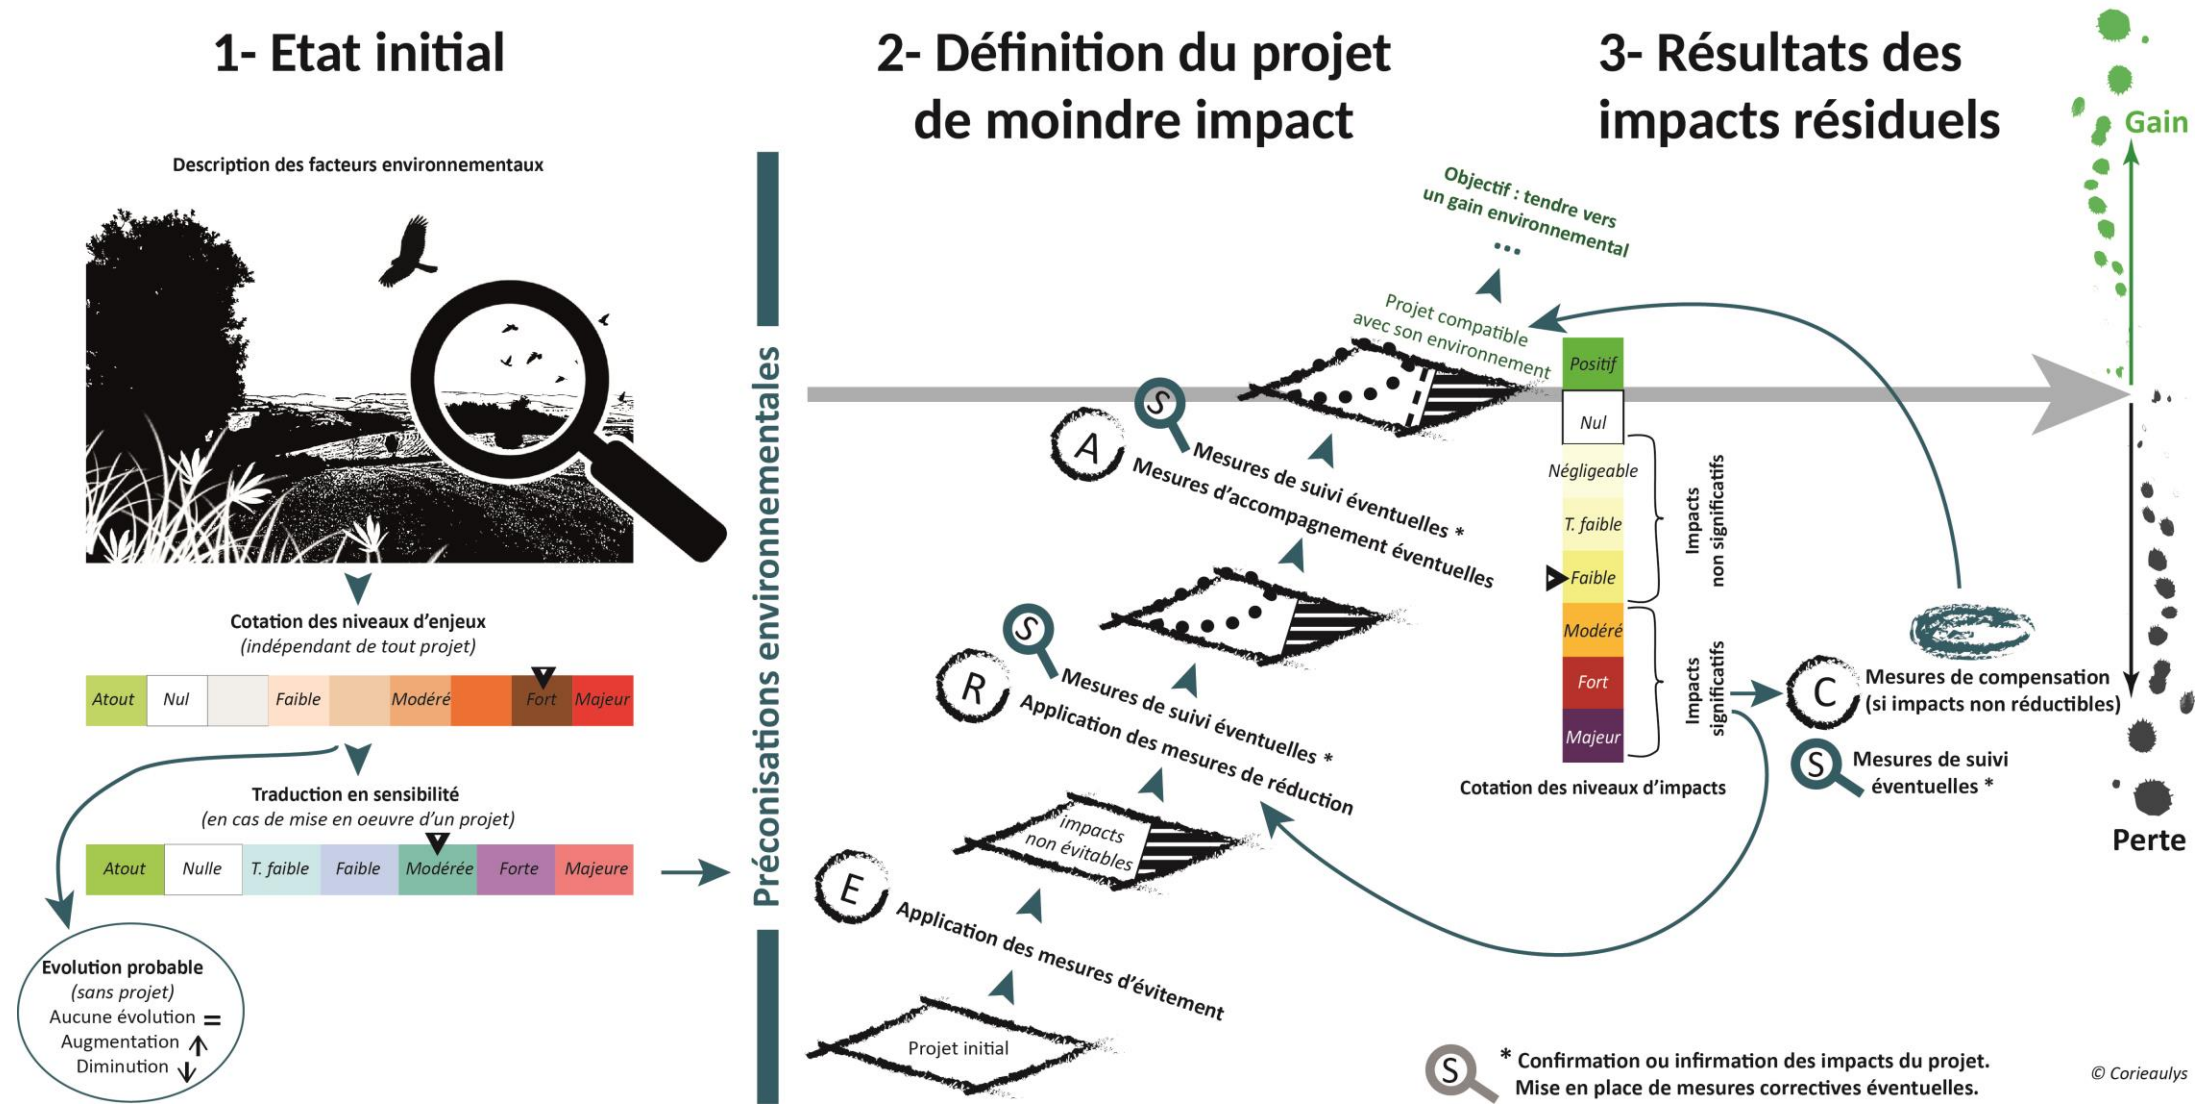 1- Etat initial
Description des facteurs environnementaux
Cotation des niveaux d'enjeux
(indépendant de tout projet)
Atout Nul Faible Modéré Fort Majeur
Traduction en sensibilité
(en cas de mise en oeuvre d'un projet)
Atout Nulle T. faible Faible Modérée Forte Majeure
Evolution probable
(sans projet)
Aucune évolution =
Augmentation
Diminution
Préconisations environnementales
2- Définition du projet
de moindre impact
Objectif : tendre vers
un gain environnemental
...
Projet compatible
avec son environnement
S
A
Mesures de suivi éventuelles *
Mesures d'accompagnement éventuelles
S
R
Mesures de suivi éventuelles *
Application des mesures de réduction
impacts
non évitables
E
Application des mesures d'évitement
Projet initial
3- Résultats des
impacts résiduels
Positif
Nul
Négligeable
T. faible
Faible
Modéré
Fort
Majeur
Impacts
non significatifs
Impacts
significatifs
Cotation des niveaux d'impacts
C
Mesures de compensation
(si impacts non réductibles)
S
Mesures de suivi
éventuelles *
Gain
Perte
S
* Confirmation ou infirmation des impacts du projet.
Mise en place de mesures correctives éventuelles.
© Corieaulys